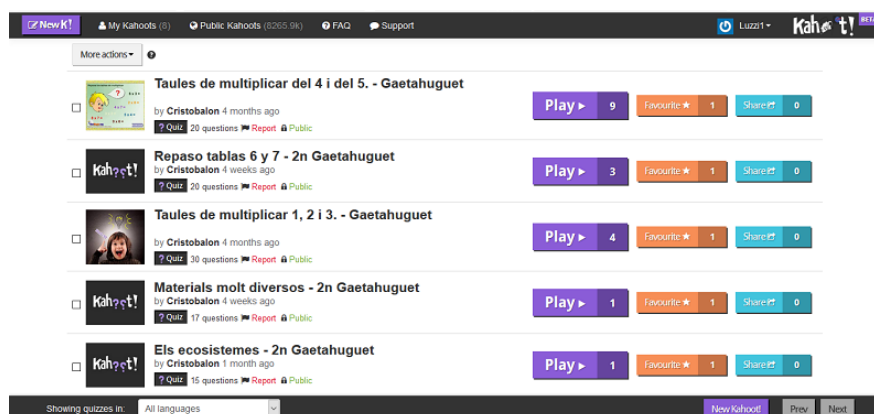 New K! My Kahoots (8) Public Kahoots (8265.9k) FAQ Support Luzzi1 Kahoot! BETA
More actions
Taules de multiplicar del 4 i del 5. - Gaetahuguet
by Cristobalon 4 months ago
? Quiz 20 questions Report Public
Play 9 Favourite 1 Share 0
Kahoot!
Repaso tablas 6 y 7 - 2n Gaetahuguet
by Cristobalon 4 weeks ago
? Quiz 20 questions Report Public
Play 3 Favourite 1 Share 0
Taules de multiplicar 1, 2 i 3. - Gaetahuguet
by Cristobalon 4 months ago
? Quiz 30 questions Report Public
Play 4 Favourite 1 Share 0
Kahoot!
Materials molt diversos - 2n Gaetahuguet
by Cristobalon 4 weeks ago
? Quiz 17 questions Report Public
Play 1 Favourite 1 Share 0
Kahoot!
Els ecosistemes - 2n Gaetahuguet
by Cristobalon 1 month ago
? Quiz 15 questions Report Public
Play 1 Favourite 1 Share 0
Showing quizzes in: All languages New Kahoot! Prev Next